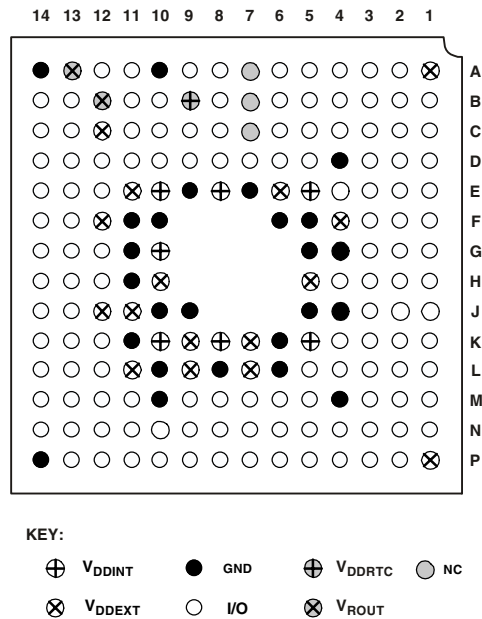 14 13 12 11 10 9 8 7 6 5 4 3 2 1
A
B
C
D
E
F
G
H
J
K
L
M
N
P
KEY:
VDDINT GND VDDRTC NC
VDDEXT I/O VROUT